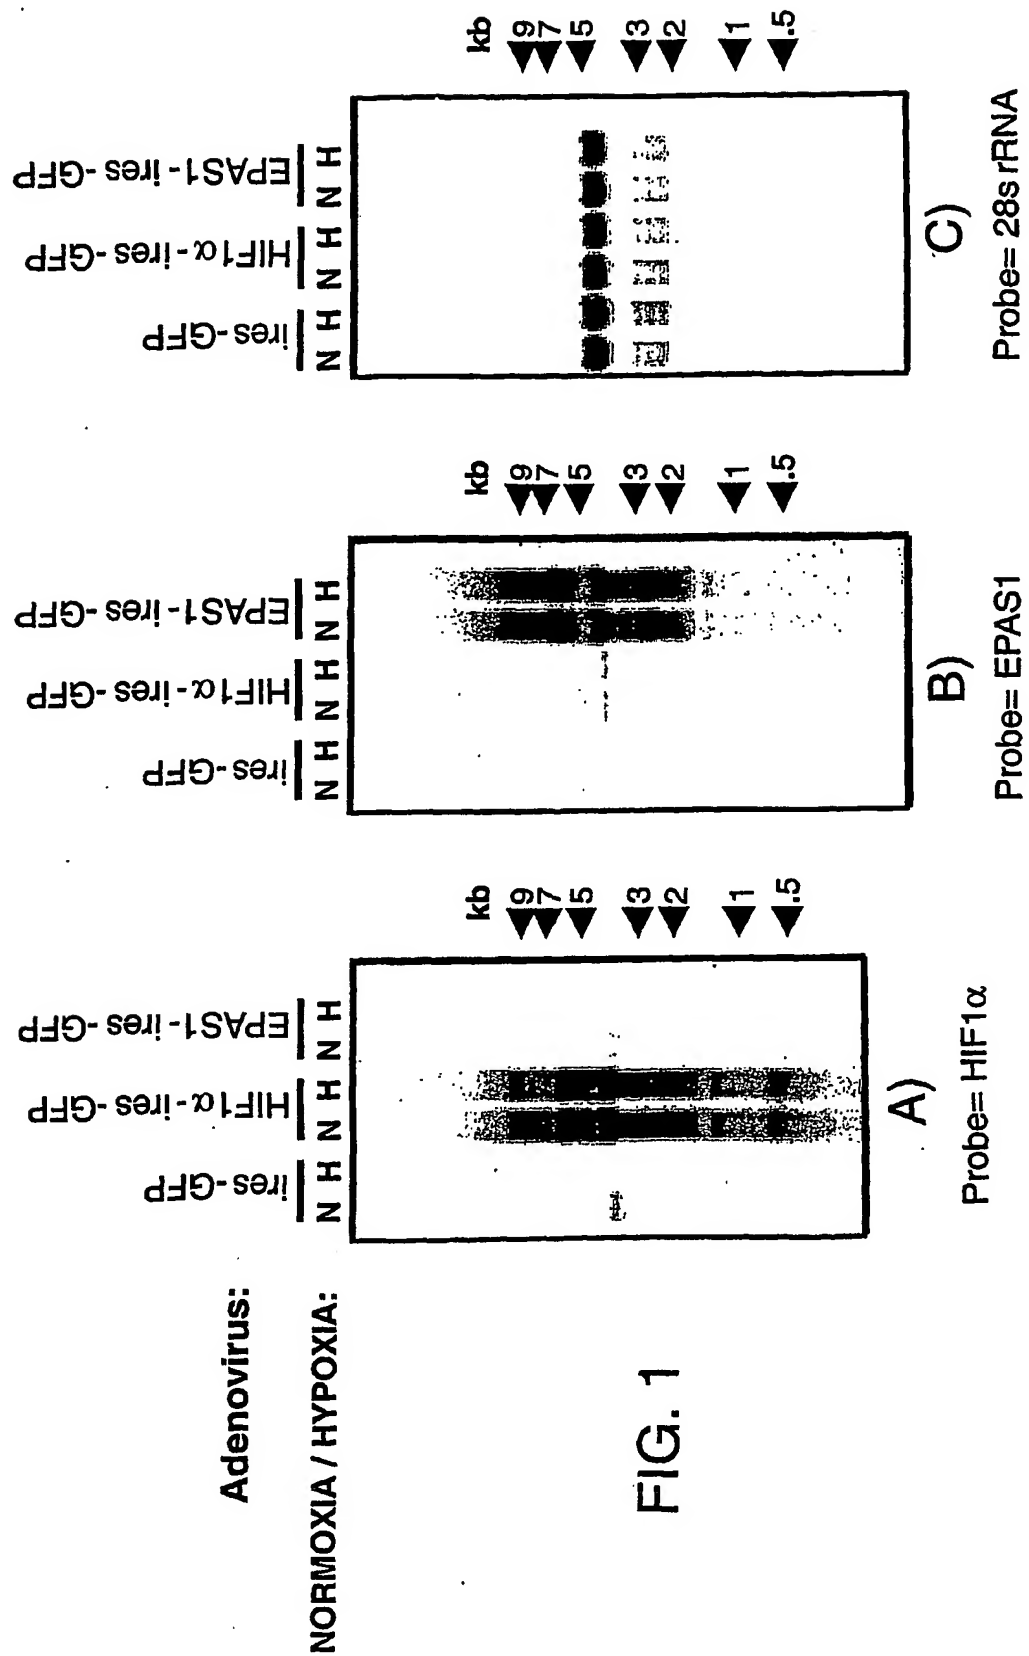 Adenovirus:
NORMOXIA / HYPOXIA:
ires-GFP
HIF1α-ires-GFP
EPAS1-ires-GFP
N H N H N H
kb
9
7
5
3
2
1
.5
A)
Probe= HIF1α
ires-GFP
HIF1α-ires-GFP
EPAS1-ires-GFP
N H N H N H
kb
9
7
5
3
2
1
.5
B)
Probe= EPAS1
ires-GFP
HIF1α-ires-GFP
EPAS1-ires-GFP
N H N H N H
kb
9
7
5
3
2
1
.5
C)
Probe= 28s rRNA
FIG. 1